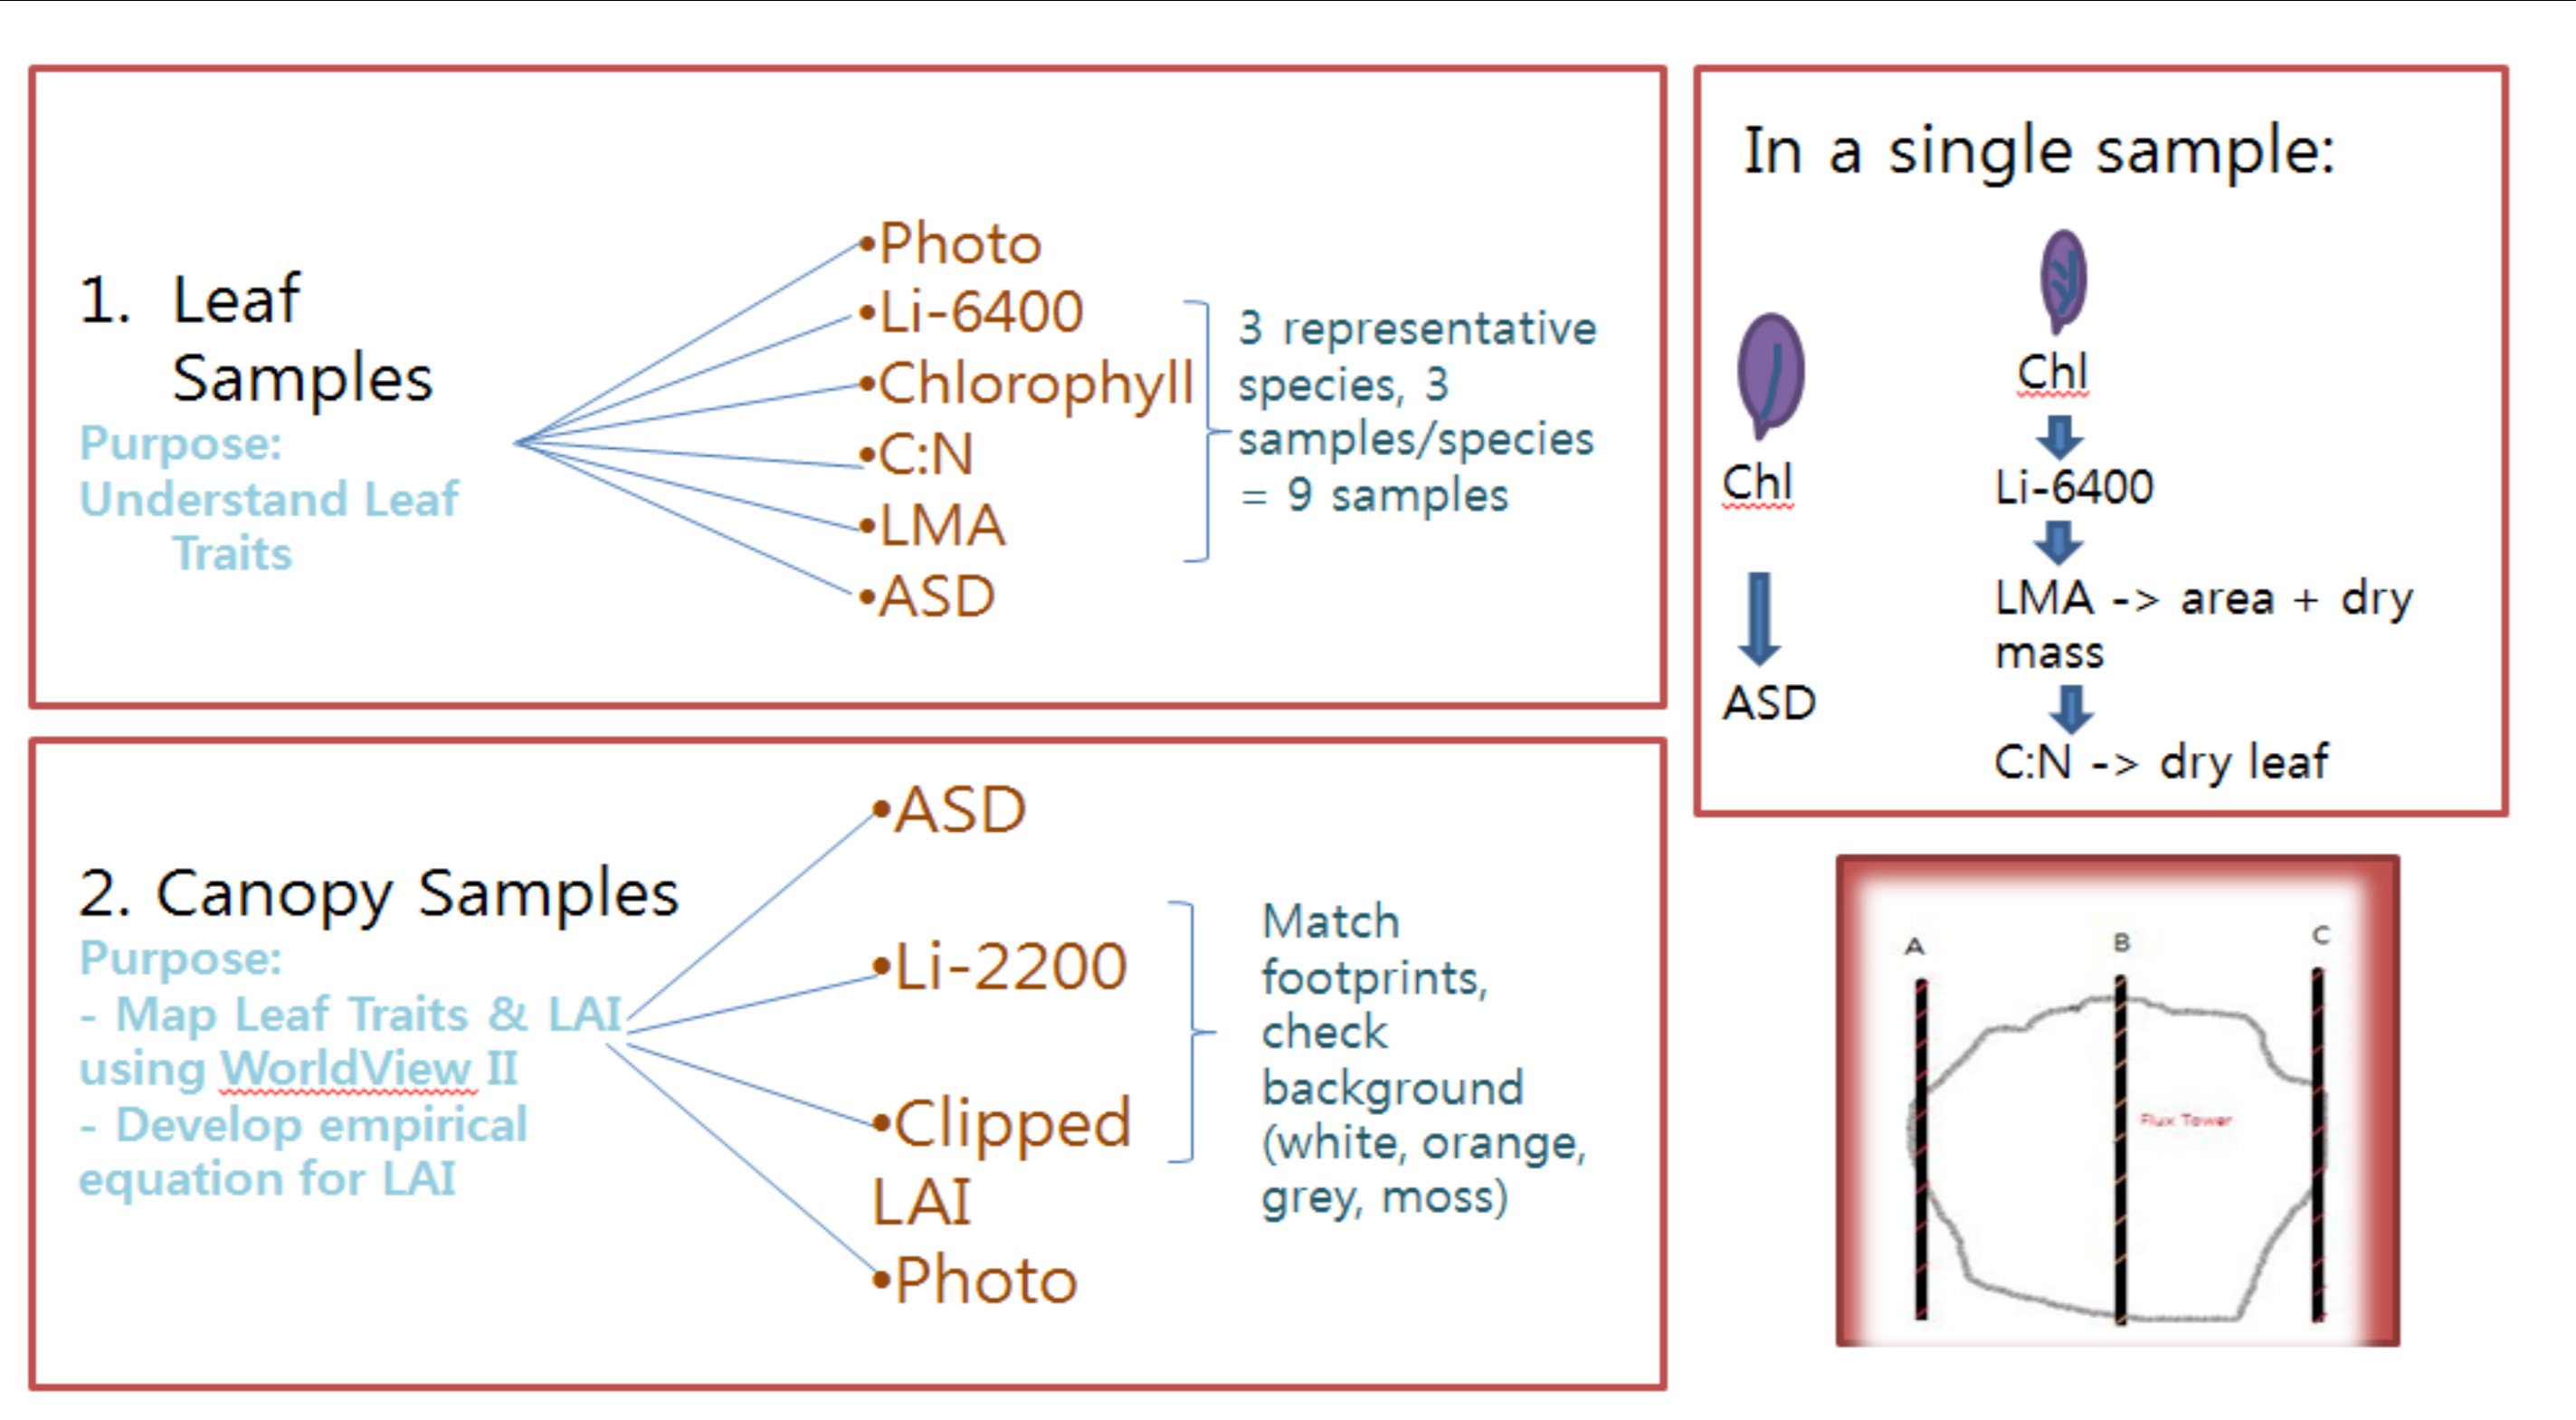 1. Leaf
Samples
Purpose:
Understand Leaf
Traits
•Photo
•Li-6400
•Chlorophyll
•C:N
•LMA
•ASD
3 representative
species, 3
samples/species
= 9 samples
2. Canopy Samples
Purpose:
- Map Leaf Traits & LAI
using WorldView II
- Develop empirical
equation for LAI
•ASD
•Li-2200
•Clipped
LAI
•Photo
Match
footprints,
check
background
(white, orange,
grey, moss)
In a single sample:
Chl
ASD
Chl
Li-6400
LMA -> area + dry
mass
C:N -> dry leaf
A
B
C
Flux Tower